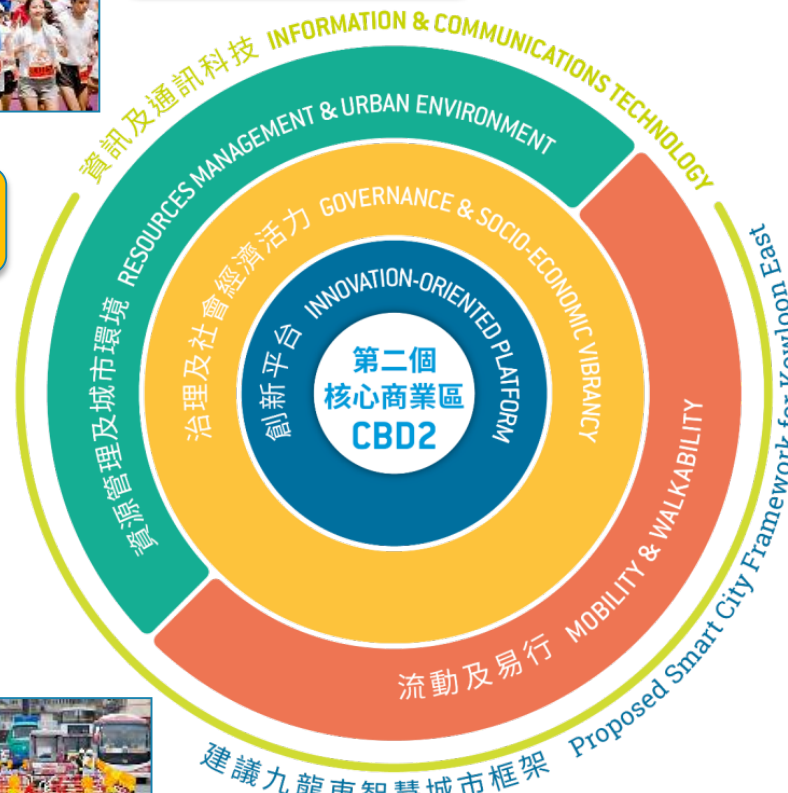 資訊及通訊科技 INFORMATION & COMMUNICATIONS TECHNOLOGY
資源管理及城市環境 RESOURCES MANAGEMENT & URBAN ENVIRONMENT
治理及社會經濟活力 GOVERNANCE & SOCIO-ECONOMIC VIBRANCY
創新平台 INNOVATION-ORIENTED PLATFORM
第二個
核心商業區
CBD2
流動及易行 MOBILITY & WALKABILITY
建議九龍東智慧城市框架 Proposed Smart City Framework for Kowloon East